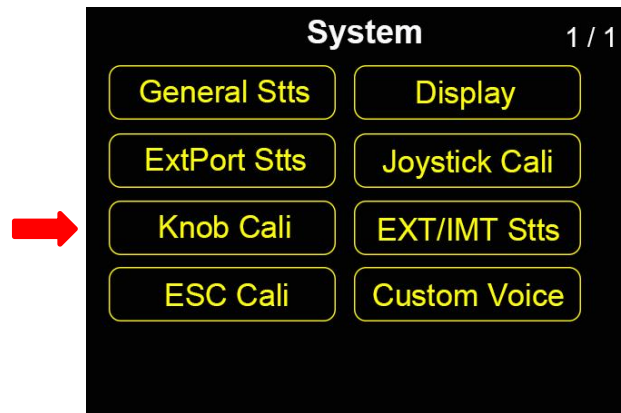 System
1 / 1
General Stts
Display
ExtPort Stts
Joystick Cali
Knob Cali
EXT/IMT Stts
ESC Cali
Custom Voice